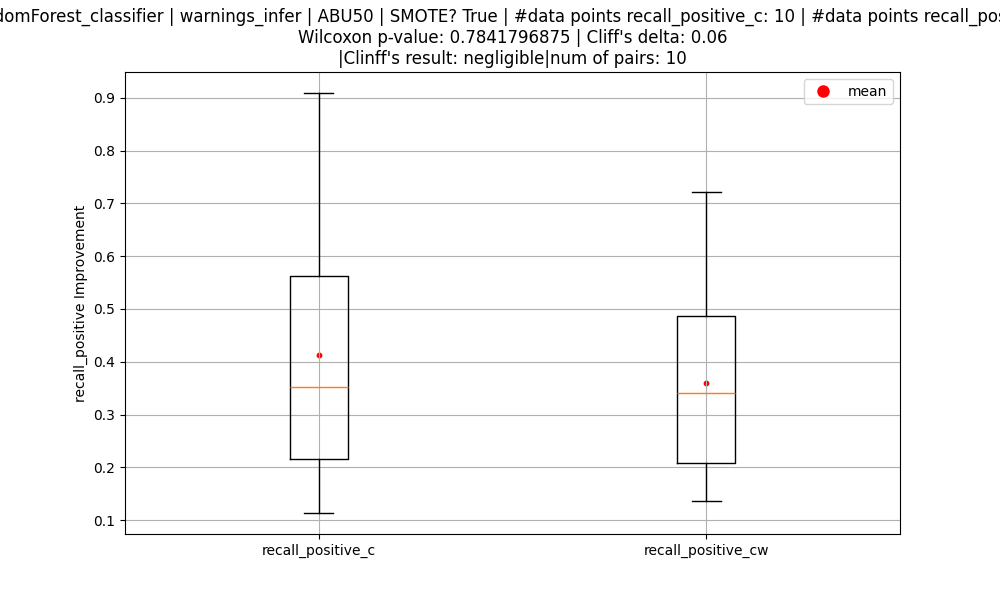 domForest_classifier | warnings_infer | ABU50 | SMOTE? True | #data points recall_positive_c: 10 | #data points recall_pos
Wilcoxon p-value: 0.7841796875 | Cliff's delta: 0.06
|Clinff's result: negligible|num of pairs: 10
mean
0.9
0.8
0.7
0.6
0.5
0.4
0.3
0.2
0.1
recall_positive Improvement
recall_positive_c
recall_positive_cw